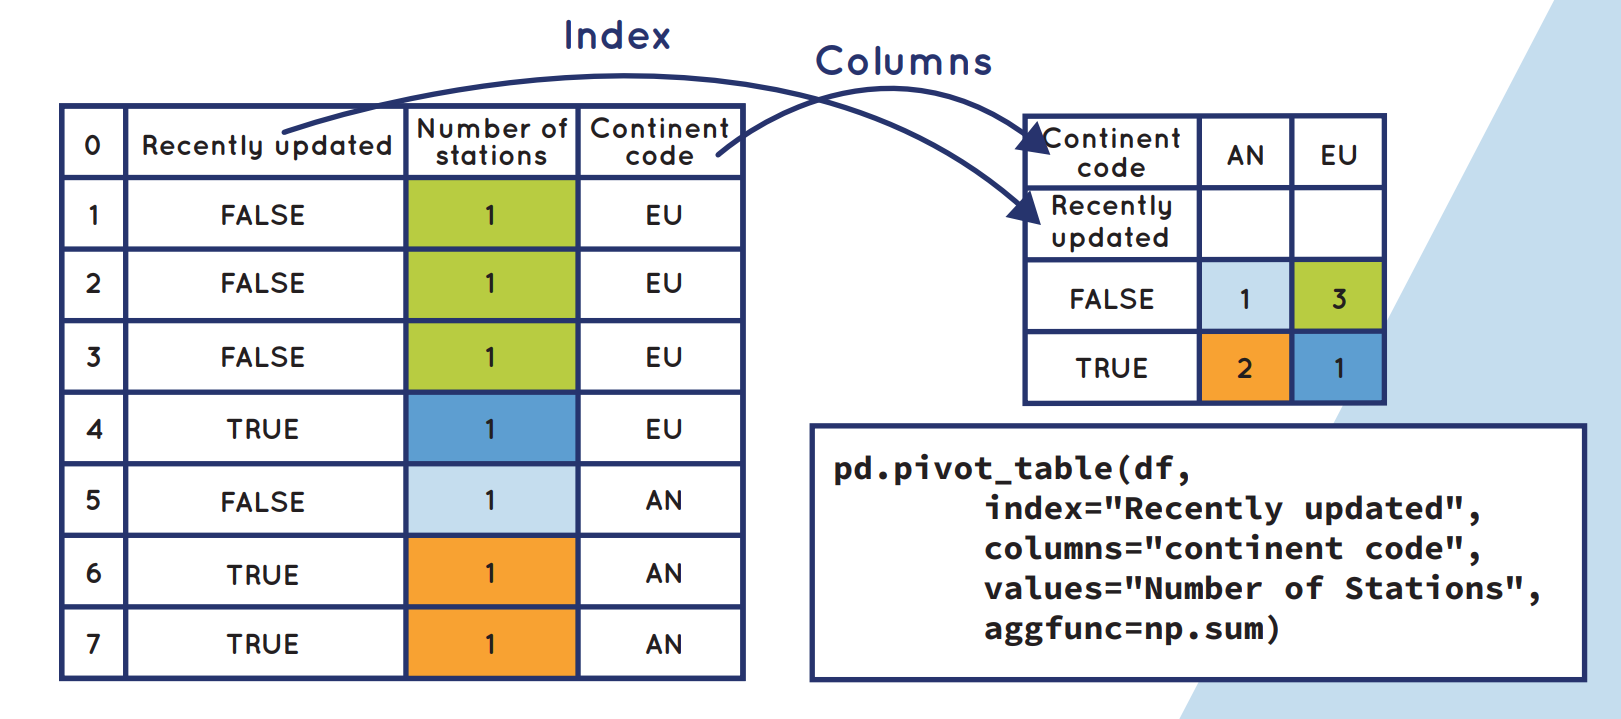 Index
Columns
0 Recently updated Number of stations Continent code
1 FALSE 1 EU
2 FALSE 1 EU
3 FALSE 1 EU
4 TRUE 1 EU
5 FALSE 1 AN
6 TRUE 1 AN
7 TRUE 1 AN
Continent code AN EU
Recently updated
FALSE 1 3
TRUE 2 1
pd.pivot_table(df,
index="Recently updated",
columns="continent code",
values="Number of Stations",
aggfunc=np.sum)